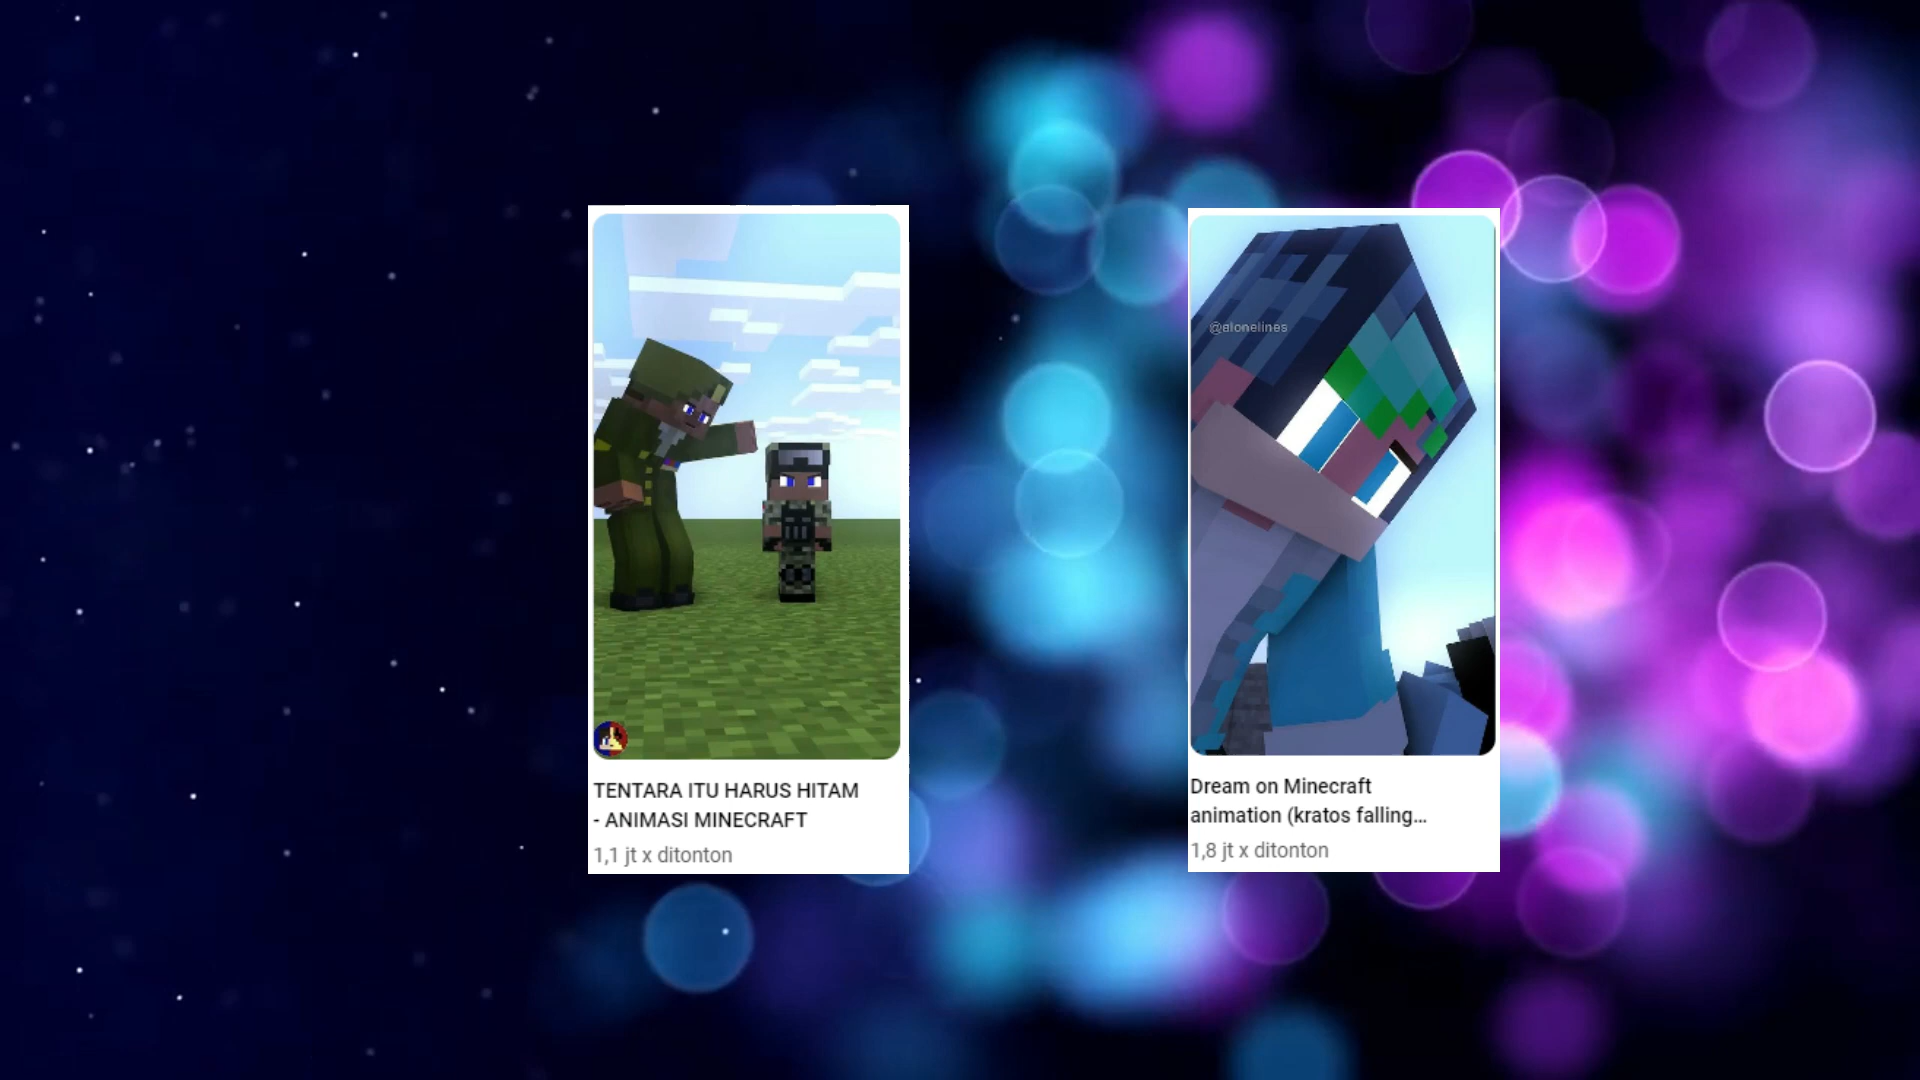 TENTARA ITU HARUS HITAM
- ANIMASI MINECRAFT
1,1 jt x ditonton
@alonelines
Dream on Minecraft
animation (kratos falling...
1,8 jt x ditonton